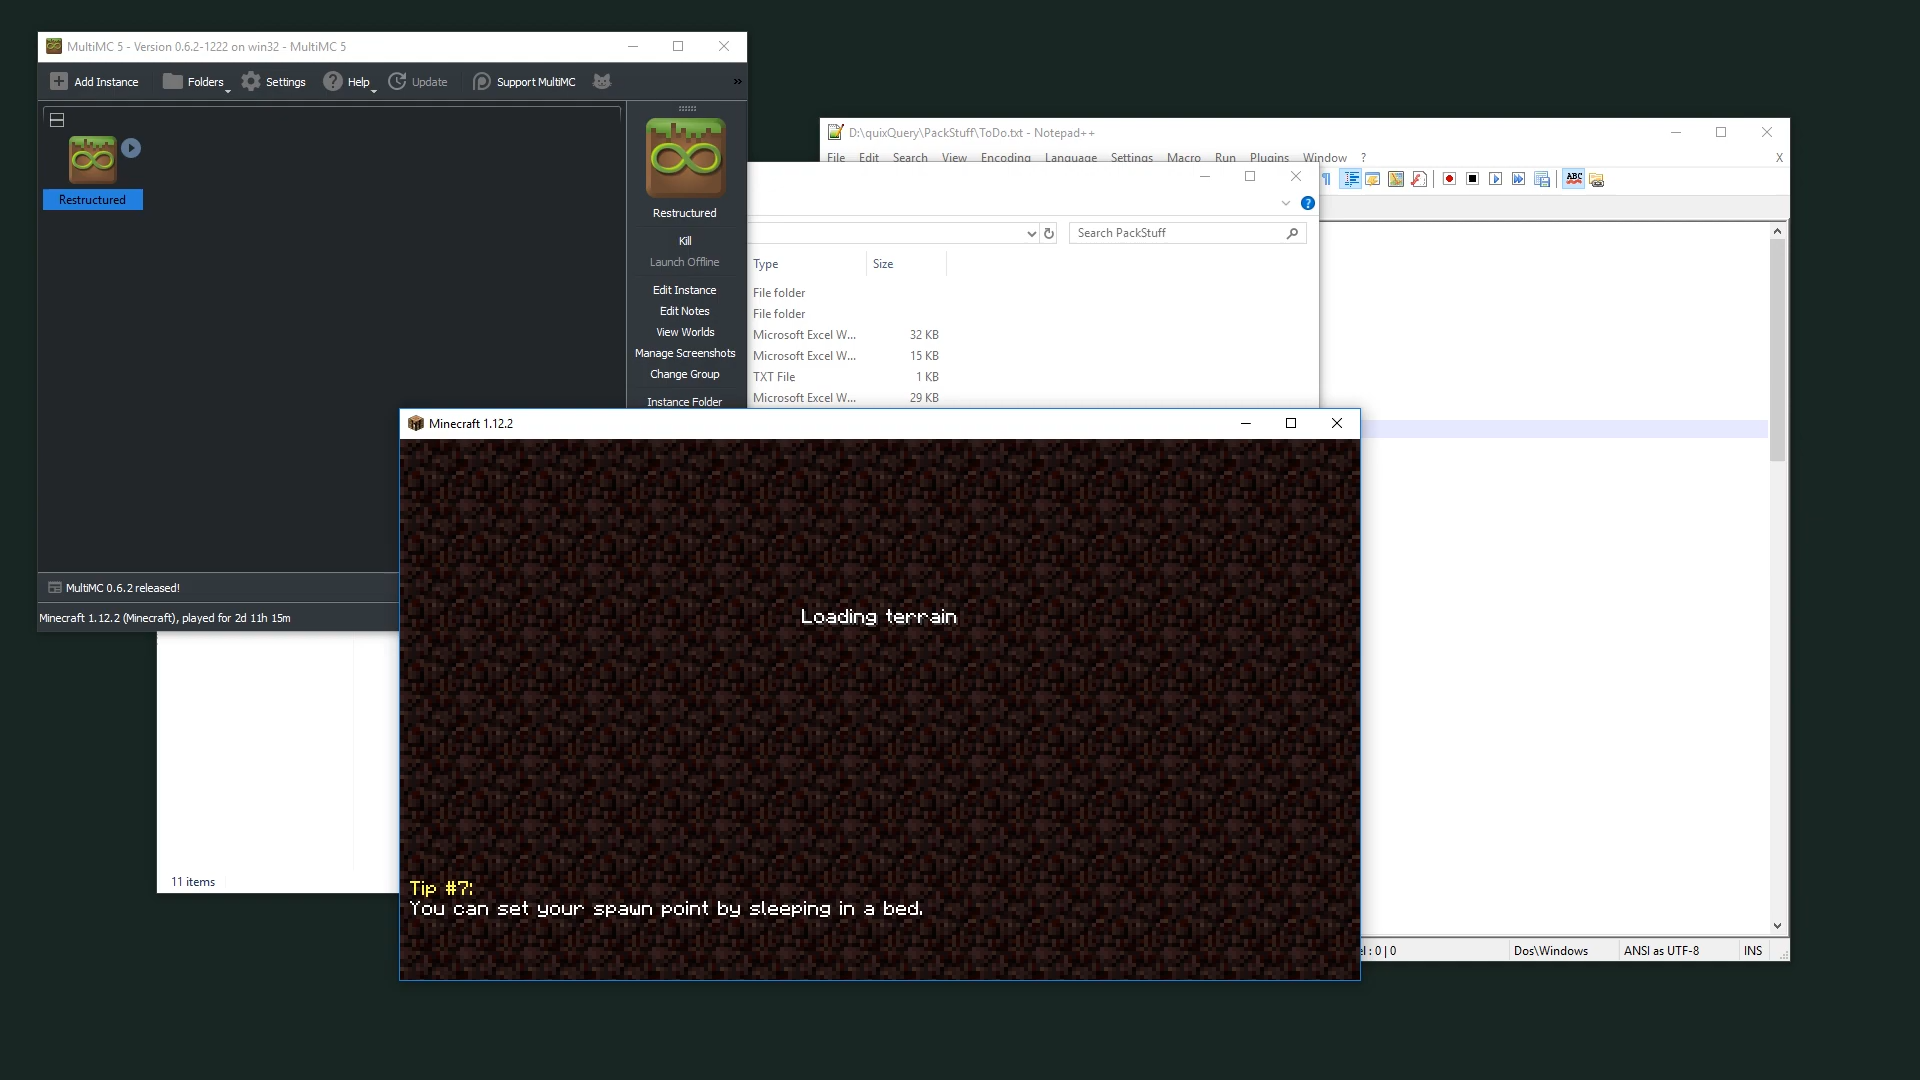 MultiMC 5 - Version 0.6.2-1222 on win32 - MultiMC 5
Add Instance Folders Settings Help Update Support MultiMC »
Restructured
Restructured
Kill
Launch Offline
Edit Instance
Edit Notes
View Worlds
Manage Screenshots
Change Group
Instance Folder
MultiMC 0.6.2 released!
Minecraft 1.12.2 (Minecraft), played for 2d 11h 15m
D:\quixQuery\PackStuff\ToDo.txt - Notepad++
File Edit Search View Encoding Language Settings Macro Run Plugins Window ? X
ABC
Search PackStuff
Type Size
File folder
File folder
Microsoft Excel W... 32 KB
Microsoft Excel W... 15 KB
TXT File 1 KB
Microsoft Excel W... 29 KB
Minecraft 1.12.2
Loading terrain
Tip #7:
You can set your spawn point by sleeping in a bed.
11 items
: 0 | 0 Dos\Windows ANSI as UTF-8 INS